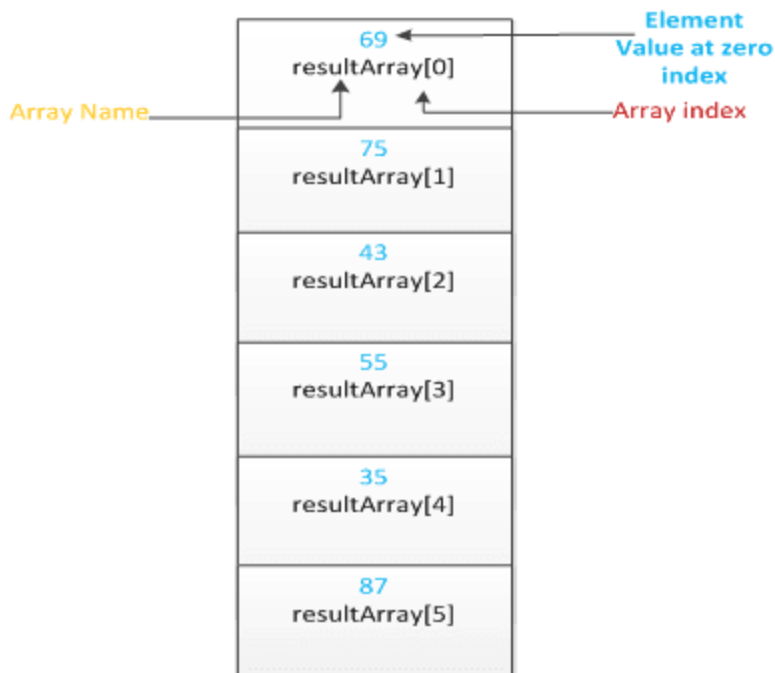 69
resultArray[0]
Element
Value at zero
index
Array Name
Array index
75
resultArray[1]
43
resultArray[2]
55
resultArray[3]
35
resultArray[4]
87
resultArray[5]